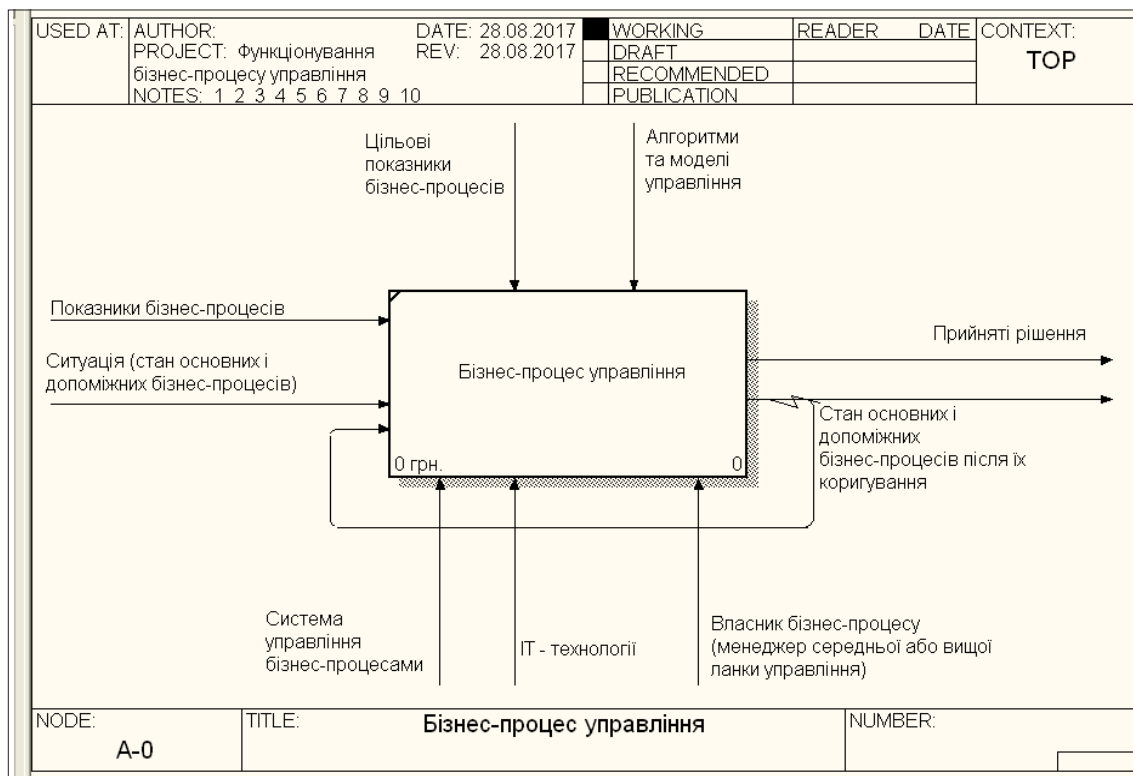 USED AT:
AUTHOR:
DATE: 28.08.2017
PROJECT: Функціонування
бізнес-процесу управління
REV: 28.08.2017
NOTES: 1 2 3 4 5 6 7 8 9 10
WORKING
DRAFT
RECOMMENDED
PUBLICATION
READER
DATE
CONTEXT:
TOP
Цільові
показники
бізнес-процесів
Алгоритми
та моделі
управління
Показники бізнес-процесів
Ситуація (стан основних і
допоміжних бізнес-процесів)
Бізнес-процес управління
0 грн.
0
Прийняті рішення
Стан основних і
допоміжних
бізнес-процесів після їх
коригування
Система
управління
бізнес-процесами
ІТ - технології
Власник бізнес-процесу
(менеджер середньої або вищої
ланки управління)
NODE:
A-0
TITLE:
Бізнес-процес управління
NUMBER: